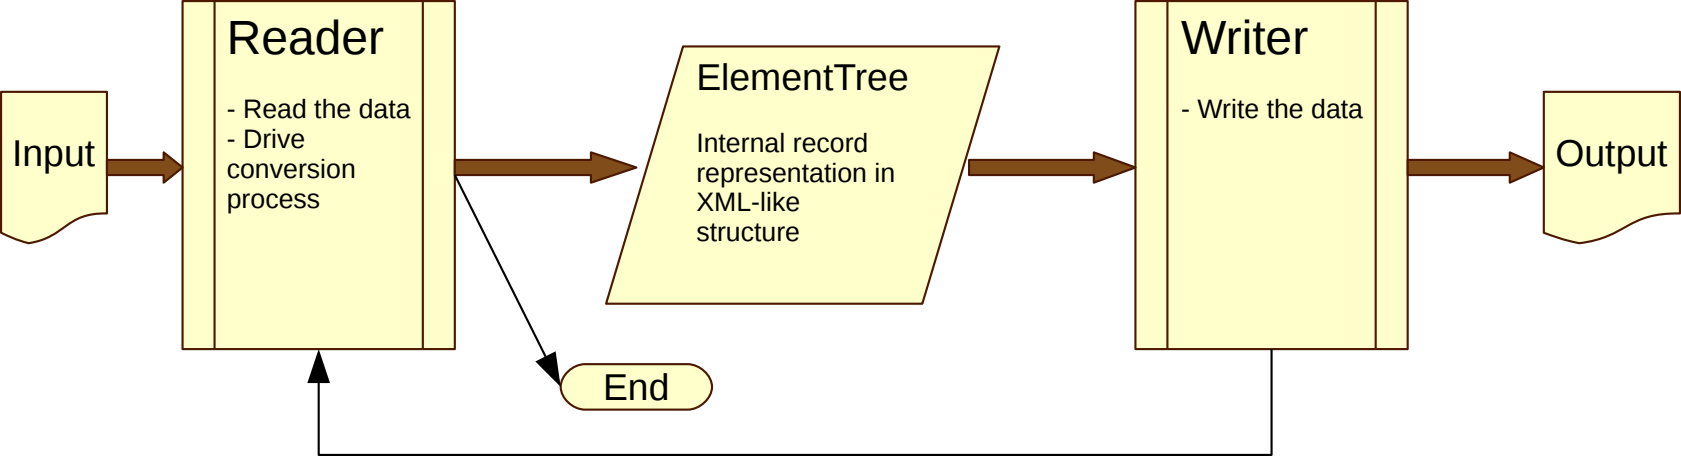 Input
Reader
- Read the data
- Drive
conversion
process
ElementTree
Internal record
representation in
XML-like
structure
End
Writer
- Write the data
Output